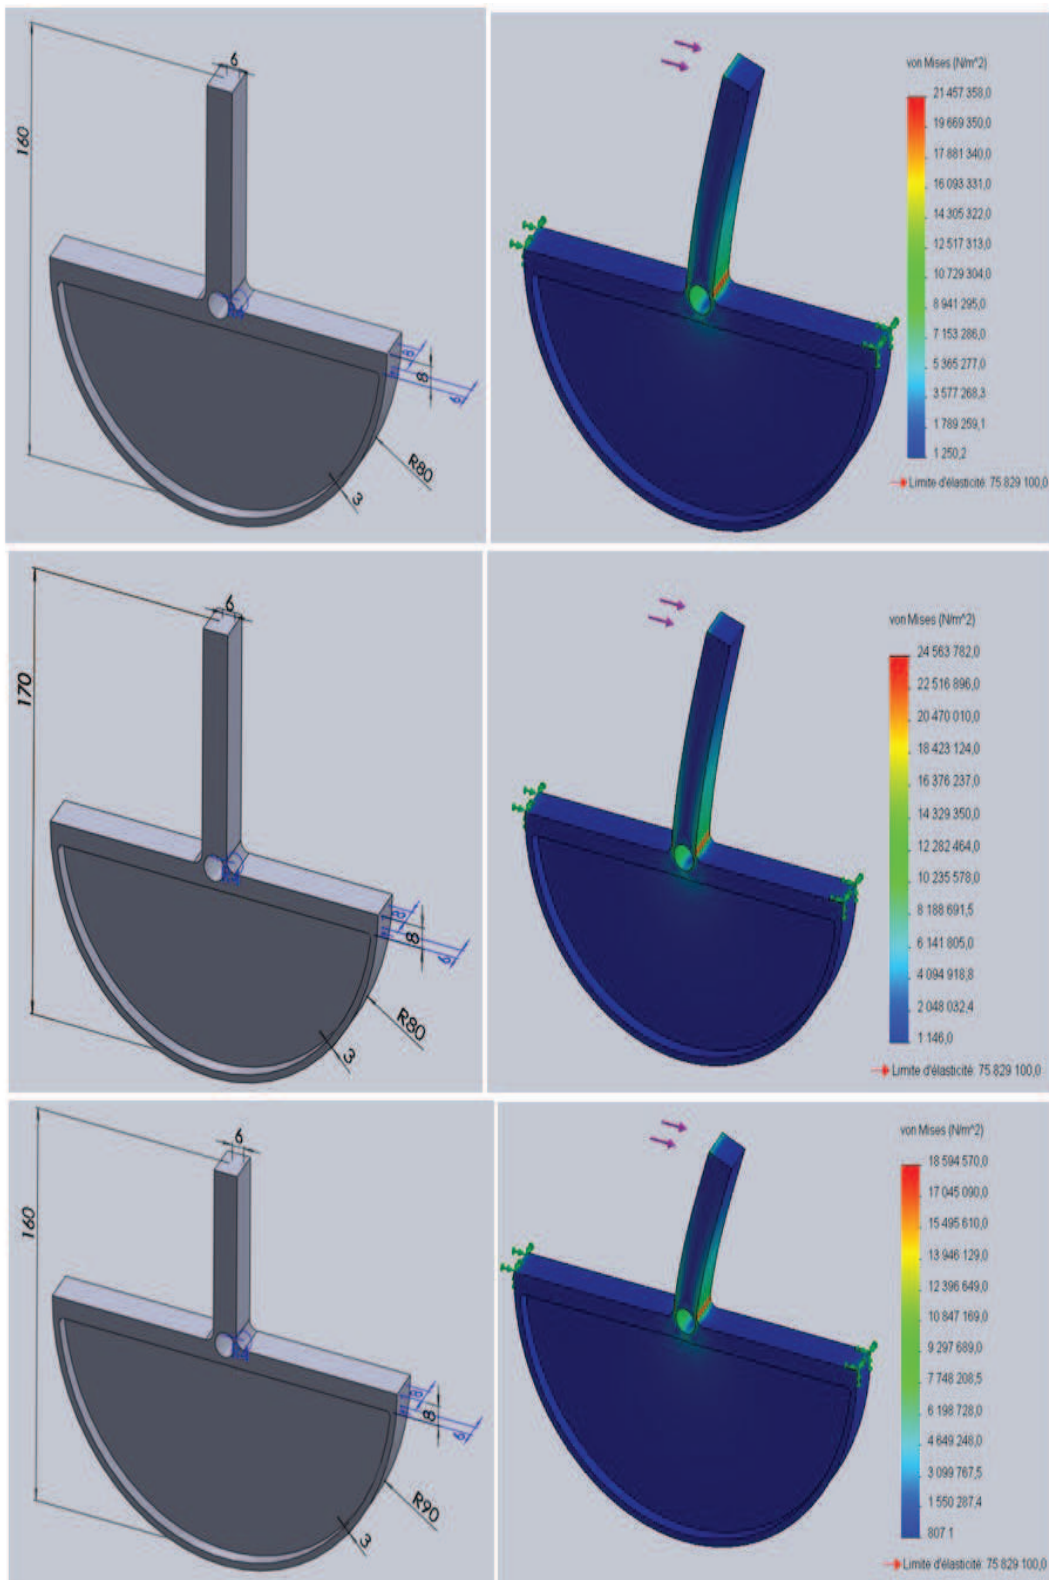 6
160
8
8
6
R80
3
von Mises (N/m^2)
21 457 358,0
19 669 350,0
17 881 340,0
16 093 331,0
14 305 322,0
12 517 313,0
10 729 304,0
8 941 295,0
7 153 286,0
5 365 277,0
3 577 268,3
1 789 259,1
1 250,2
Limite d'élasticité: 75 829 100,0
6
170
8
8
6
R80
3
von Mises (N/m^2)
24 563 782,0
22 516 896,0
20 470 010,0
18 423 124,0
16 376 237,0
14 329 350,0
12 282 464,0
10 235 578,0
8 188 691,5
6 141 805,0
4 094 918,8
2 048 032,4
1 146,0
Limite d'élasticité: 75 829 100,0
6
160
8
8
6
R90
3
von Mises (N/m^2)
18 594 570,0
17 045 090,0
15 495 610,0
13 946 129,0
12 396 649,0
10 847 169,0
9 297 689,0
7 748 208,5
6 198 728,0
4 649 248,0
3 099 767,5
1 550 287,4
807.1
Limite d'élasticité: 75 829 100,0